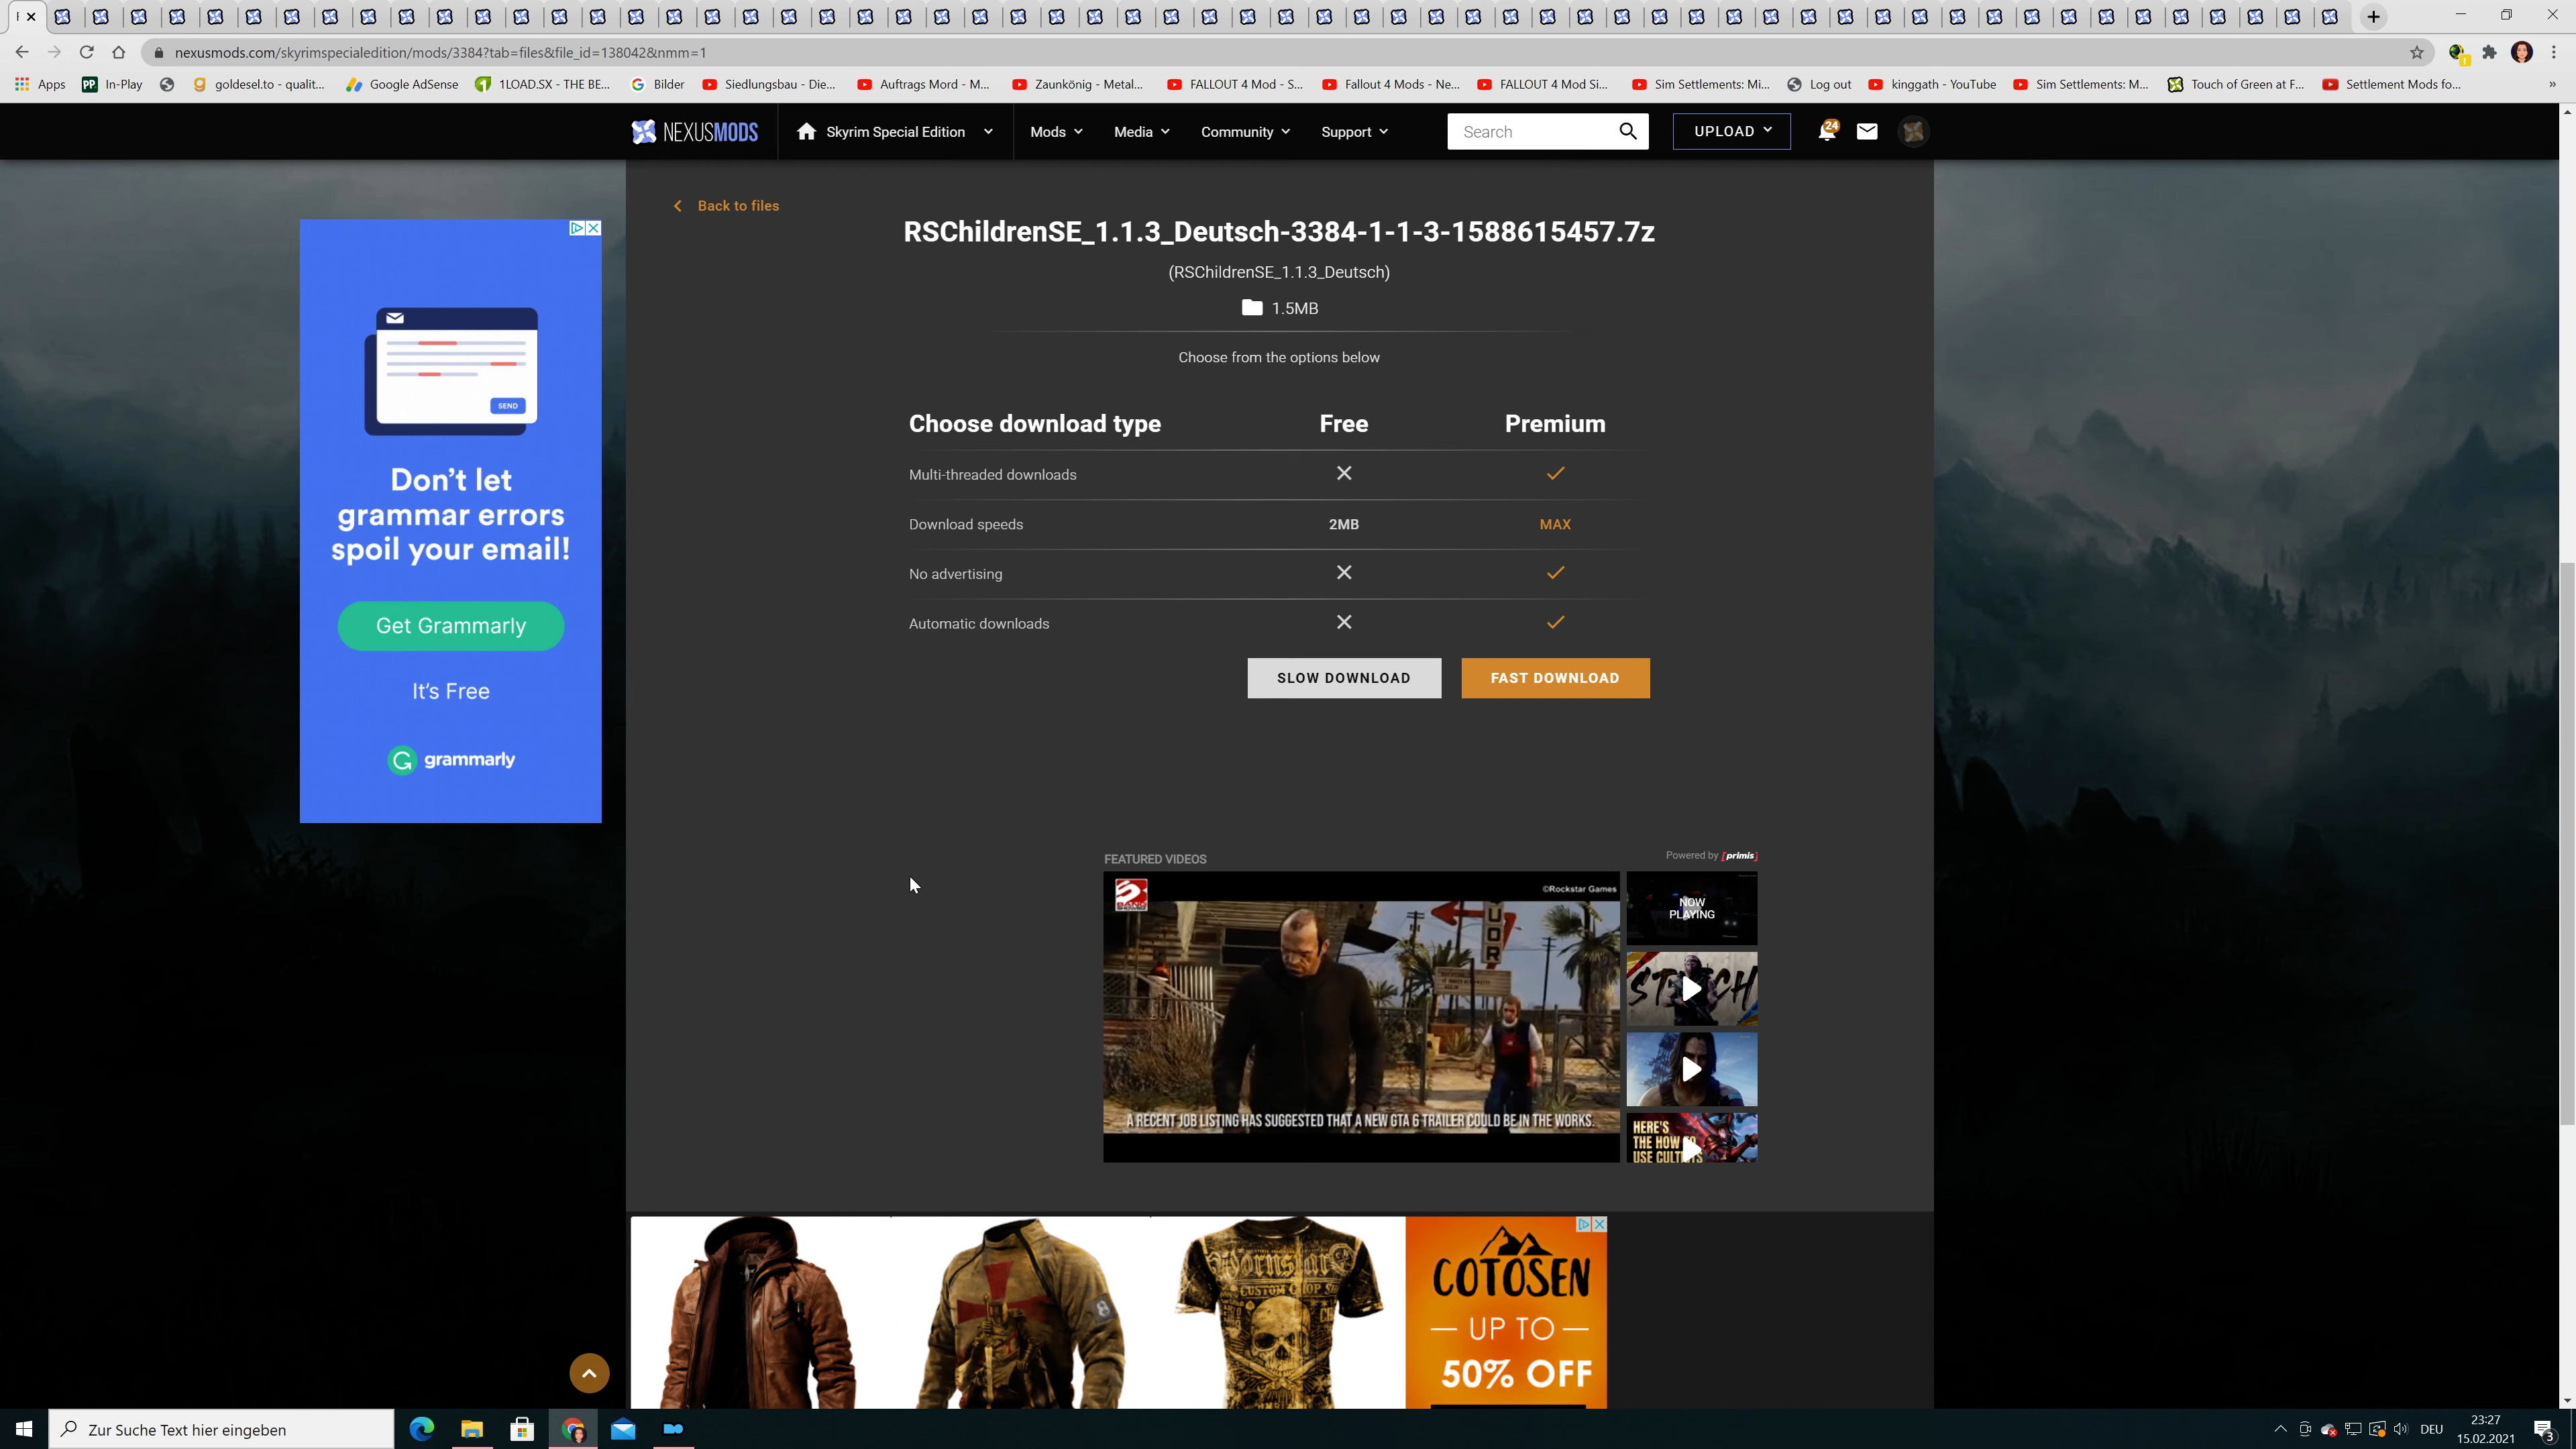 nexusmods.com/skyrimspecialedition/mods/3384?tab=files&file_id=138042&nmm=1
Apps
In-Play
goldesel.to - qualit...
Google AdSense
1LOAD.SX - THE BE...
Bilder
Siedlungsbau - Die...
Auftrags Mord - M...
Zaunkönig - Metal...
FALLOUT 4 Mod - S...
Fallout 4 Mods - Ne...
FALLOUT 4 Mod Si...
Sim Settlements: Mi...
Log out
kinggath - YouTube
Sim Settlements: M...
Touch of Green at F...
Settlement Mods fo...
»
NEXUSMODS
Skyrim Special Edition
Mods
Media
Community
Support
Search
UPLOAD
24
Back to files
RSChildrenSE_1.1.3_Deutsch-3384-1-1-3-1588615457.7z
(RSChildrenSE_1.1.3_Deutsch)
1.5MB
Choose from the options below
Choose download type Free Premium
Multi-threaded downloads
Download speeds 2MB MAX
No advertising
Automatic downloads
SLOW DOWNLOAD
FAST DOWNLOAD
SEND
Don't let
grammar errors
spoil your email!
Get Grammarly
It's Free
grammarly
FEATURED VIDEOS
Powered by [primis]
©Rockstar Games
NOW
PLAYING
A RECENT JOB LISTING HAS SUGGESTED THAT A NEW GTA 6 TRAILER COULD BE IN THE WORKS.
HERE'S
THE HOW TO
USE CULTISTS
COTOSEN
— UP TO —
50% OFF
Zur Suche Text hier eingeben
DEU
23:27
15.02.2021
3